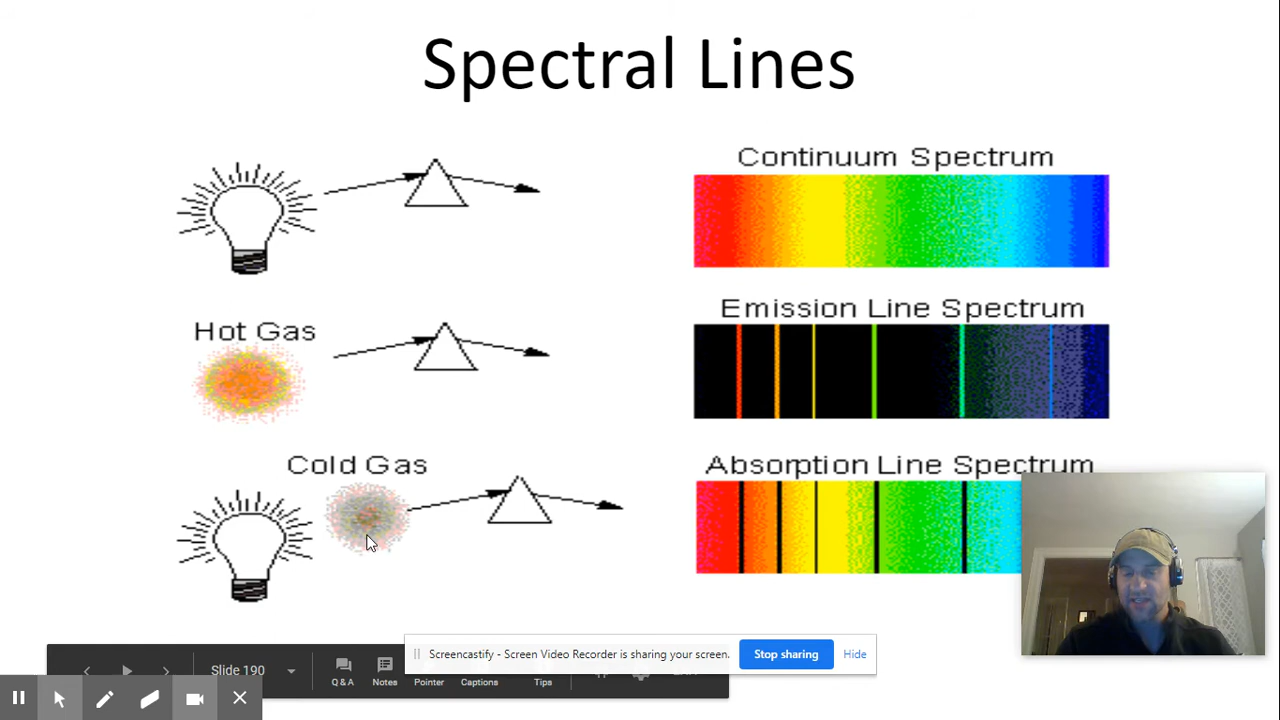 Spectral Lines
Continuum Spectrum
Emission Line Spectrum
Hot Gas
Cold Gas
Absorption Line Spectrum
Screencastify - Screen Video Recorder is sharing your screen.
Stop sharing
Hide
Slide 190
Q & A
Notes
Pointer
Captions
Tips